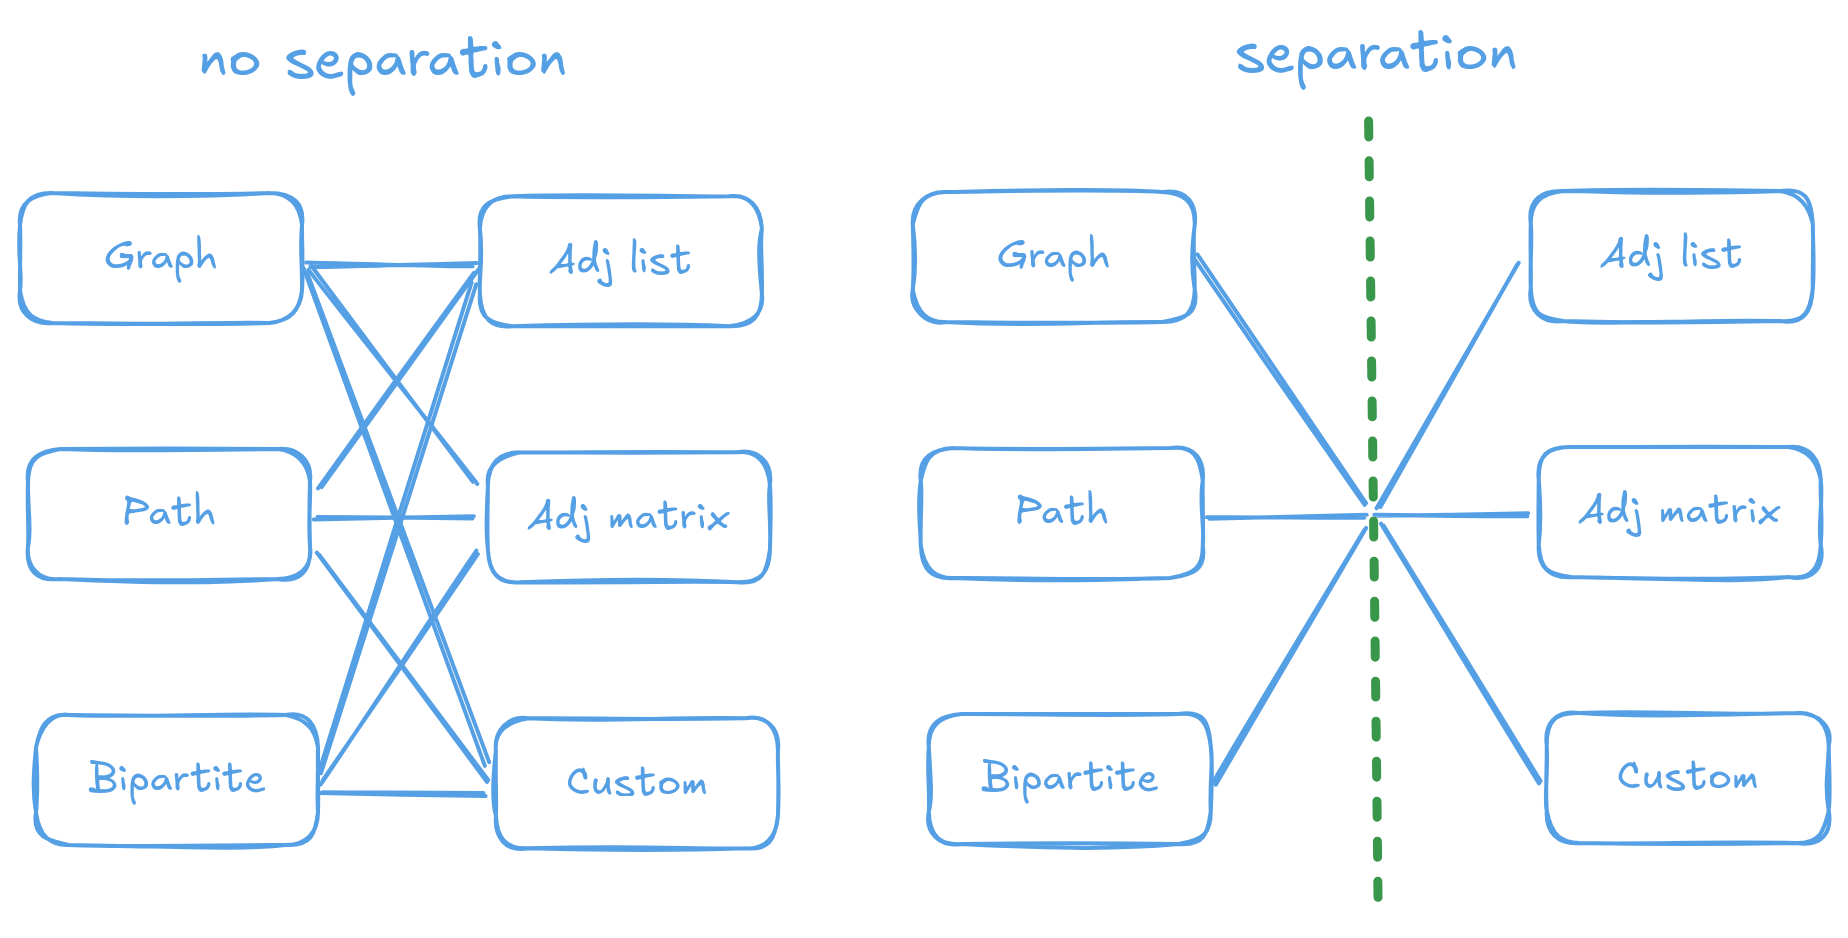 no separation
Graph
Adj list
Path
Adj matrix
Bipartite
Custom
separation
Graph
Adj list
Path
Adj matrix
Bipartite
Custom